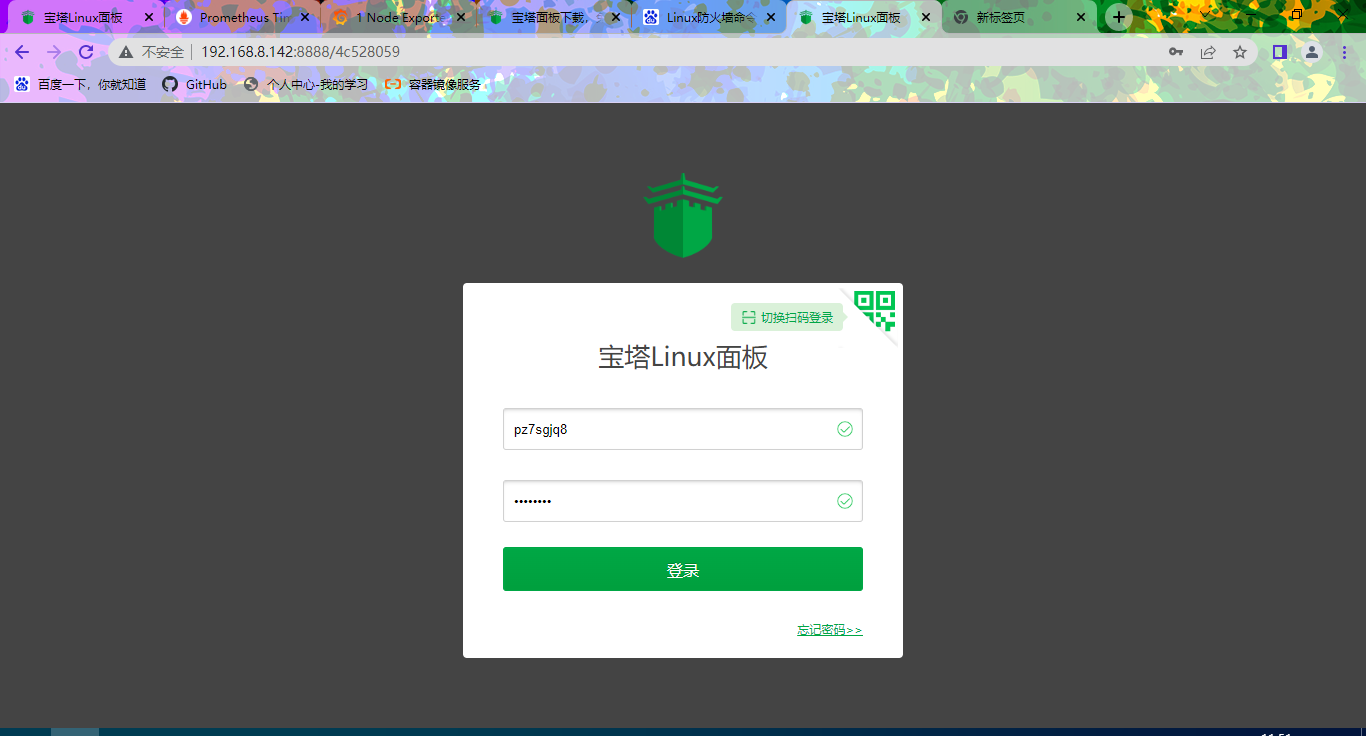 宝塔Linux面板
Prometheus Tim
1 Node Exporte
宝塔面板下载，
Linux防火墙命令
宝塔Linux面板
新标签页
不安全
192.168.8.142:8888/4c528059
百度一下，你就知道
GitHub
个人中心-我的学习
容器镜像服务
切换扫码登录
宝塔Linux面板
pz7sgjq8
••••••••
登录
忘记密码>>